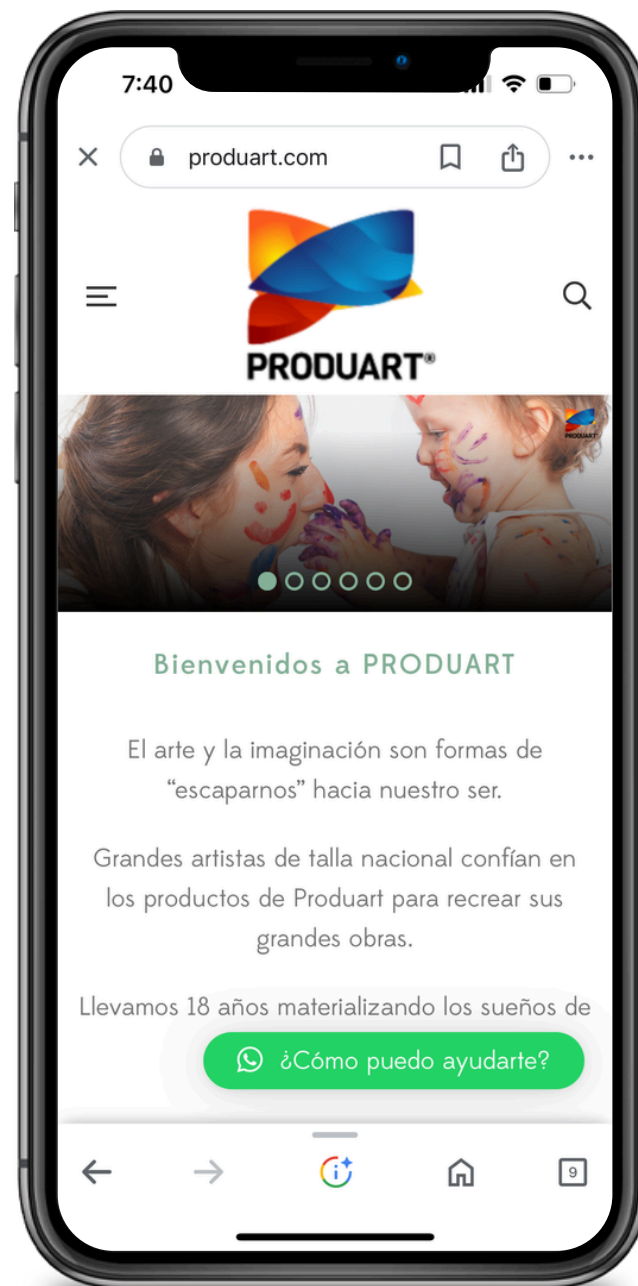 7:40
produart.com
PRODUART®
PRODUART
Bienvenidos a PRODUART
El arte y la imaginación son formas de
“escaparnos” hacia nuestro ser.
Grandes artistas de talla nacional confían en
los productos de Produart para recrear sus
grandes obras.
Llevamos 18 años materializando los sueños de
¿Cómo puedo ayudarte?
9